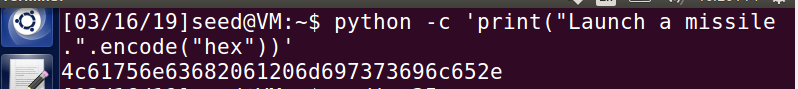 [03/16/19]seed@VM:~$ python -c 'print("Launch a missile
.".encode("hex"))'
4c61756e63682061206d697373696c652e